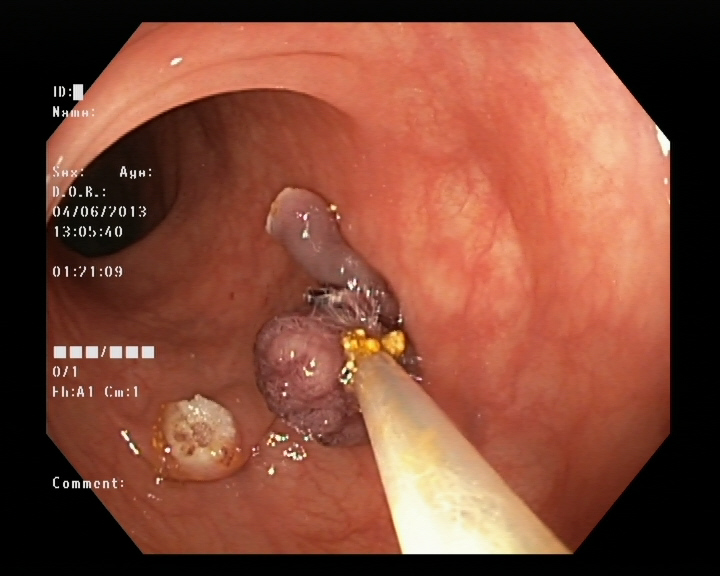 ID:
Name:
Sex: Age:
D.O.B.:
04/06/2013
13:05:40
01:21:09
■■■/■■■
0/1
Eh:A1 Cm:1
Comment: